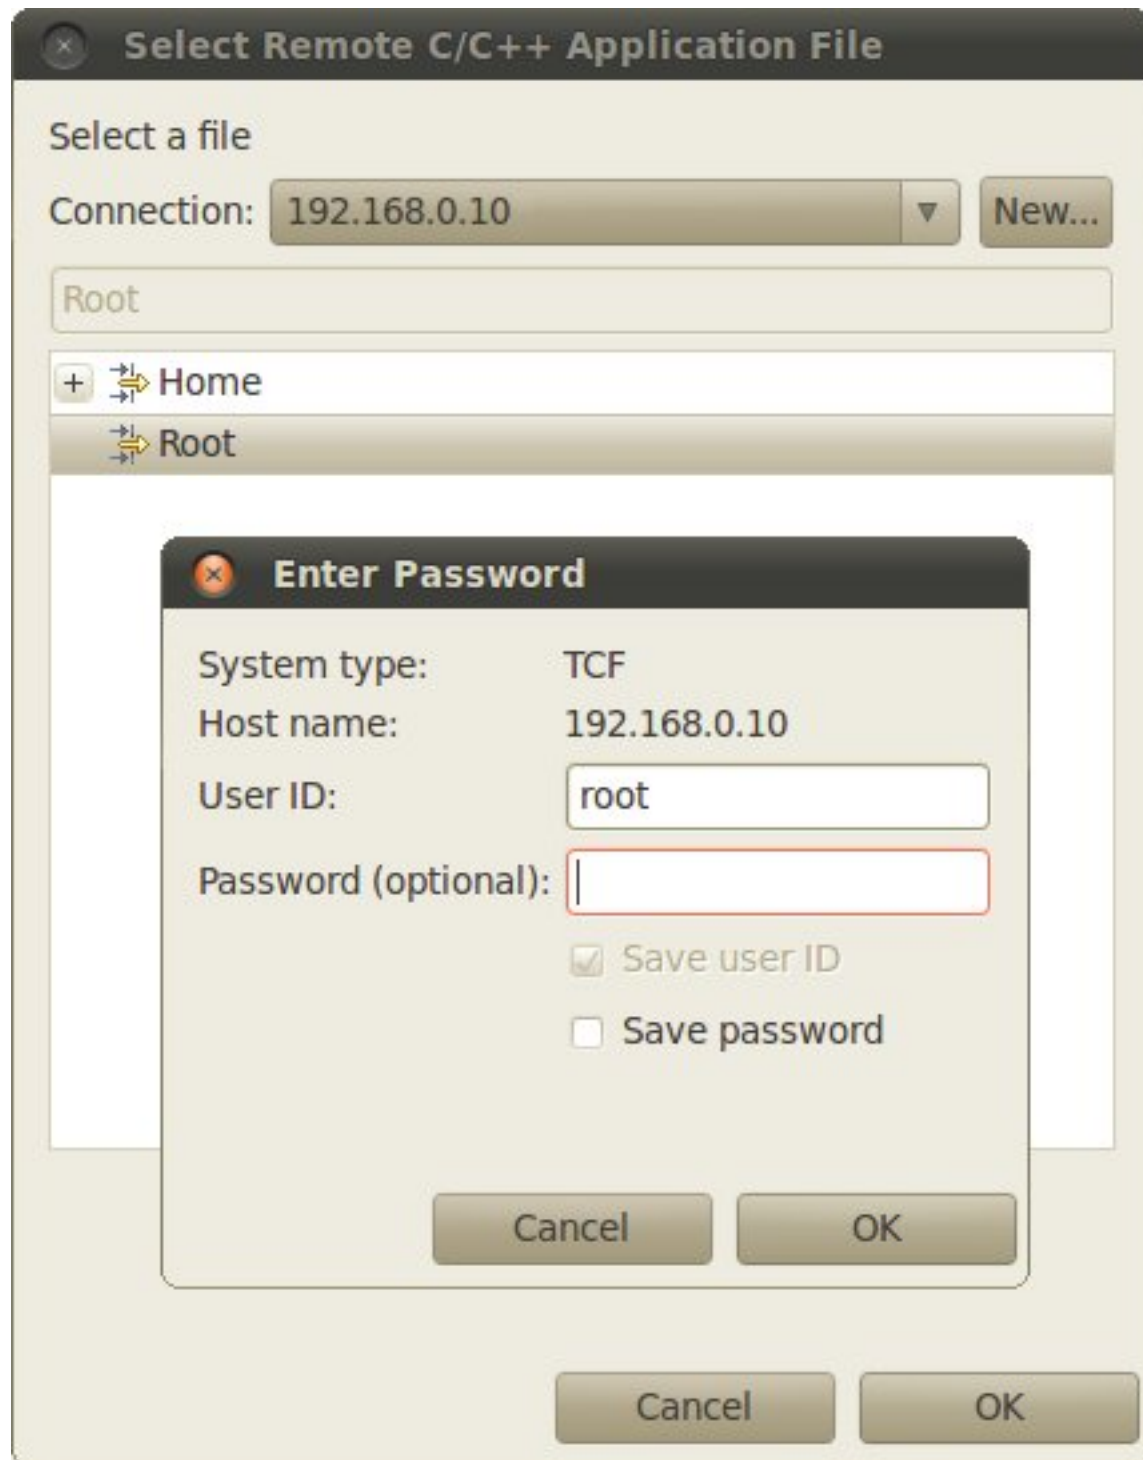 Select Remote C/C++ Application File
Select a file
Connection: 192.168.0.10 New...
Root
Home
Root
Enter Password
System type: TCF
Host name: 192.168.0.10
User ID: root
Password (optional):
Save user ID
Save password
Cancel OK
Cancel OK